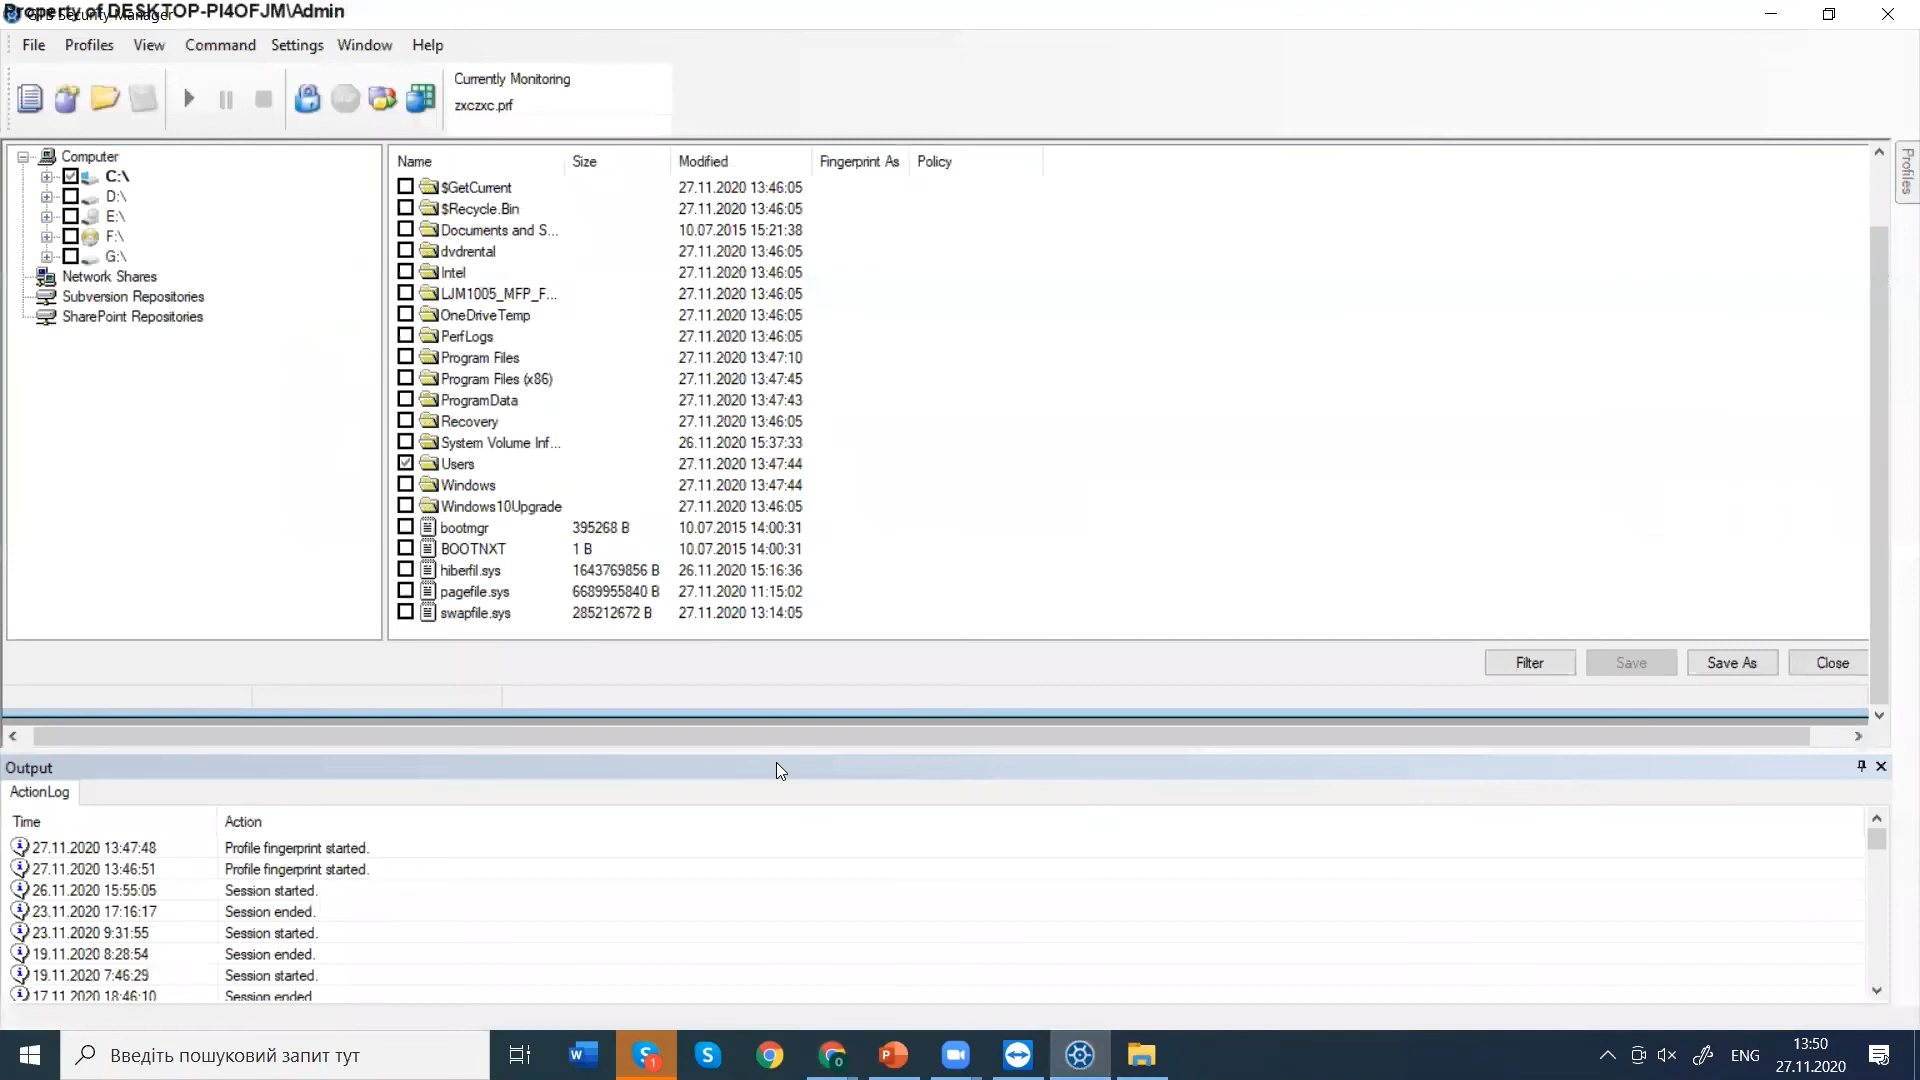 Property of DESKTOP-PI4OFJM\Admin
GTB Security Manager
File Profiles View Command Settings Window Help
Currently Monitoring
zxczxc.prf
Profiles
Computer
C:\
D:\
E:\
F:\
G:\
Network Shares
Subversion Repositories
SharePoint Repositories
Name Size Modified Fingerprint As Policy
$GetCurrent 27.11.2020 13:46:05
$Recycle.Bin 27.11.2020 13:46:05
Documents and S... 10.07.2015 15:21:38
dvdrental 27.11.2020 13:46:05
Intel 27.11.2020 13:46:05
LJM1005_MFP_F... 27.11.2020 13:46:05
OneDriveTemp 27.11.2020 13:46:05
PerfLogs 27.11.2020 13:46:05
Program Files 27.11.2020 13:47:10
Program Files (x86) 27.11.2020 13:47:45
ProgramData 27.11.2020 13:47:43
Recovery 27.11.2020 13:46:05
System Volume Inf... 26.11.2020 15:37:33
Users 27.11.2020 13:47:44
Windows 27.11.2020 13:47:44
Windows10Upgrade 27.11.2020 13:46:05
bootmgr 395268 B 10.07.2015 14:00:31
BOOTNXT 1 B 10.07.2015 14:00:31
hiberfil.sys 1643769856 B 26.11.2020 15:16:36
pagefile.sys 6689955840 B 27.11.2020 11:15:02
swapfile.sys 285212672 B 27.11.2020 13:14:05
Filter Save Save As Close
Output
ActionLog
Time Action
27.11.2020 13:47:48 Profile fingerprint started.
27.11.2020 13:46:51 Profile fingerprint started.
26.11.2020 15:55:05 Session started.
23.11.2020 17:16:17 Session ended.
23.11.2020 9:31:55 Session started.
19.11.2020 8:28:54 Session ended.
19.11.2020 7:46:29 Session started.
17.11.2020 18:46:10 Session ended
Введіть пошуковий запит тут
1
ENG
13:50
27.11.2020